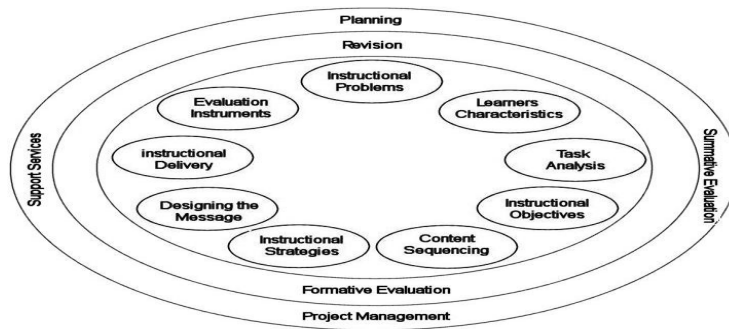 Planning
Revision
Instructional
Problems
Evaluation
Instruments
Learners
Characteristics
instructional
Delivery
Task
Analysis
Support Services
Summative Evaluation
Designing the
Message
Instructional
Objectives
Instructional
Strategies
Content
Sequencing
Formative Evaluation
Project Management